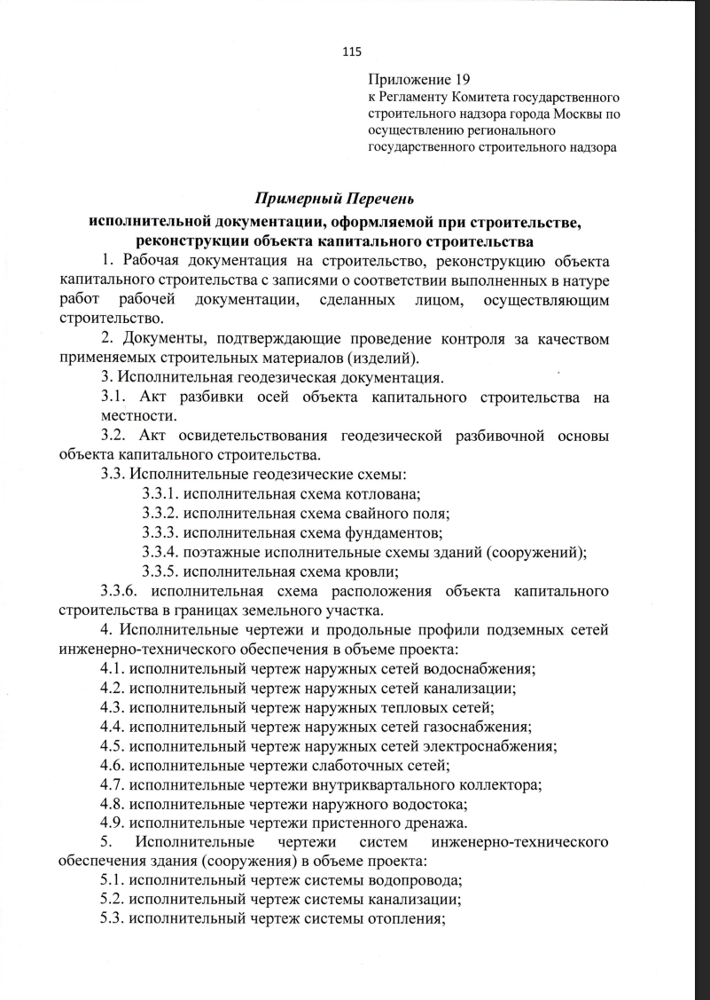 115
Приложение 19
к Регламенту Комитета государственного
строительного надзора города Москвы по
осуществлению регионального
государственного строительного надзора
Примерный Перечень
исполнительной документации, оформляемой при строительстве,
реконструкции объекта капитального строительства
1. Рабочая документация на строительство, реконструкцию объекта
капитального строительства с записями о соответствии выполненных в натуре
работ рабочей документации, сделанных лицом, осуществляющим
строительство.
2. Документы, подтверждающие проведение контроля за качеством
применяемых строительных материалов (изделий).
3. Исполнительная геодезическая документация.
3.1. Акт разбивки осей объекта капитального строительства на
местности.
3.2. Акт освидетельствования геодезической разбивочной основы
объекта капитального строительства.
3.3. Исполнительные геодезические схемы:
3.3.1. исполнительная схема котлована;
3.3.2. исполнительная схема свайного поля;
3.3.3. исполнительная схема фундаментов;
3.3.4. поэтажные исполнительные схемы зданий (сооружений);
3.3.5. исполнительная схема кровли;
3.3.6. исполнительная схема расположения объекта капитального
строительства в границах земельного участка.
4. Исполнительные чертежи и продольные профили подземных сетей
инженерно-технического обеспечения в объеме проекта:
4.1. исполнительный чертеж наружных сетей водоснабжения;
4.2. исполнительный чертеж наружных сетей канализации;
4.3. исполнительный чертеж наружных тепловых сетей;
4.4. исполнительный чертеж наружных сетей газоснабжения;
4.5. исполнительный чертеж наружных сетей электроснабжения;
4.6. исполнительные чертежи слаботочных сетей;
4.7. исполнительные чертежи внутриквартального коллектора;
4.8. исполнительные чертежи наружного водостока;
4.9. исполнительные чертежи пристенного дренажа.
5. Исполнительные чертежи систем инженерно-технического
обеспечения здания (сооружения) в объеме проекта:
5.1. исполнительный чертеж системы водопровода;
5.2. исполнительный чертеж системы канализации;
5.3. исполнительный чертеж системы отопления;